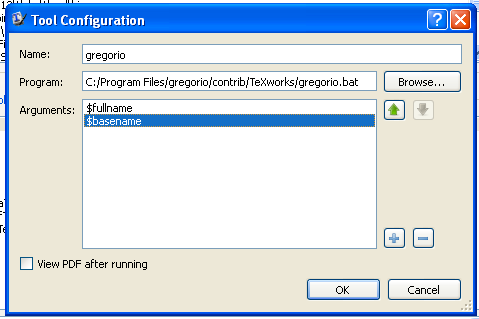 Tool Configuration
Name: gregorio
Program: C:/Program Files/gregorio/contrib/TeXworks/gregorio.bat Browse...
Arguments: $fullname
$basename
View PDF after running
OK Cancel